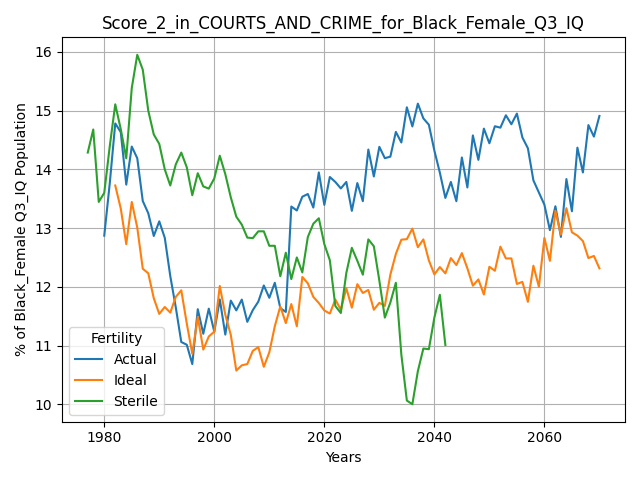 Score_2_in_COURTS_AND_CRIME_for_Black_Female_Q3_IQ
% of Black_Female Q3_IQ Population
16
15
14
13
12
11
10
Fertility
Actual
Ideal
Sterile
1980 2000 2020 2040 2060
Years